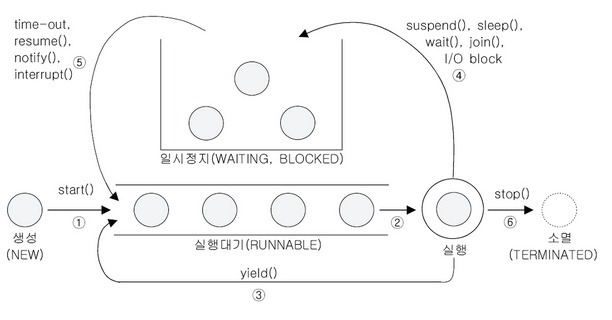 time-out,
resume(),
notify(),
interrupt()
⑤
suspend(), sleep(),
wait(), join(),
I/O block
④
일시정지(WAITING, BLOCKED)
start()
①
생성
(NEW)
실행대기(RUNNABLE)
②
실행
stop()
⑥
소멸
(TERMINATED)
yield()
③